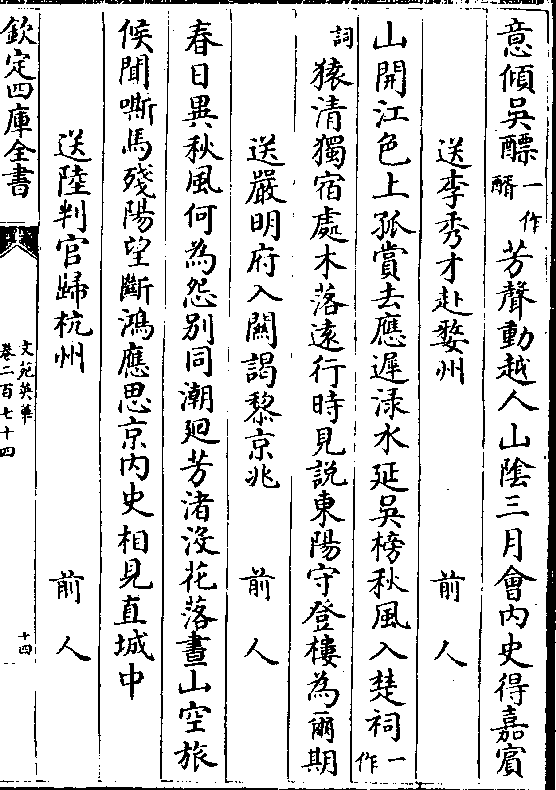 意傾吳醥一作醑芳聲動越人山陰三月會内史得嘉賓
送李秀才赴婺州 前人
山開江色上孤賞去應遲渌水延吳榜秋風入楚祠一作
詞猿清獨宿處木落遠行時見說東陽守登樓為爾期
送嚴明府入關謁黎京兆 前人
春日異秋風何為怨别同潮廻芳渚沒花落晝山空旅
候聞嘶馬殘陽望斷鴻應思京内史相見直城中
送陸判官歸杭州 前人
欽定四庫全書
文苑英華
卷二百七十四
十四